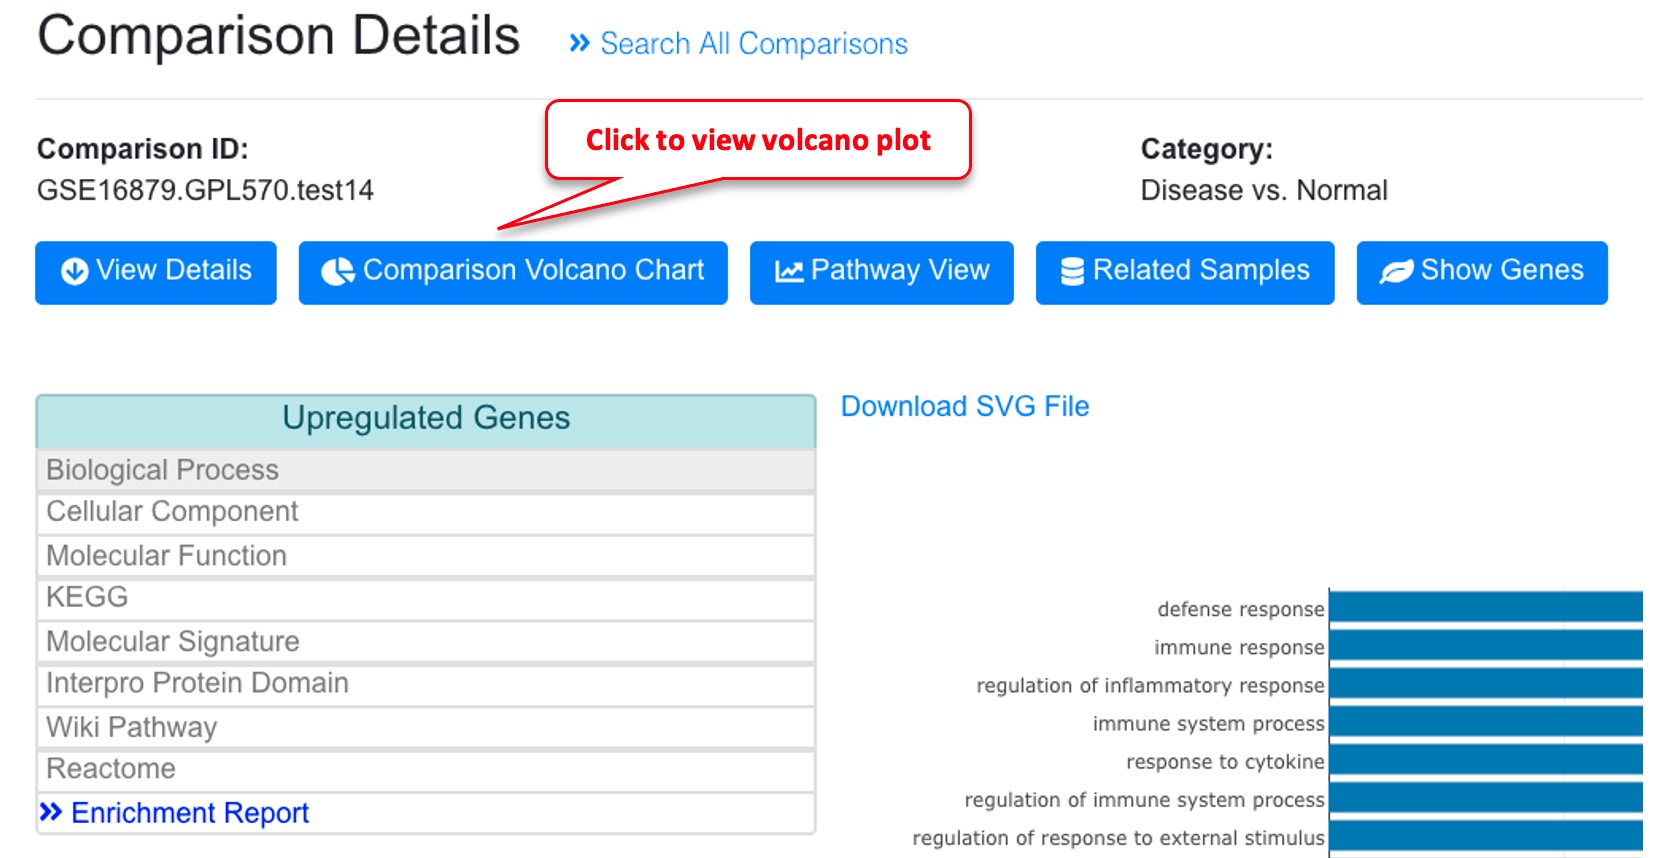 Comparison Details » Search All Comparisons
Click to view volcano plot
Comparison ID:
GSE16879.GPL570.test14
Category:
Disease vs. Normal
View Details
Comparison Volcano Chart
Pathway View
Related Samples
Show Genes
Upregulated Genes
Biological Process
Cellular Component
Molecular Function
KEGG
Molecular Signature
Interpro Protein Domain
Wiki Pathway
Reactome
» Enrichment Report
Download SVG File
defense response
immune response
regulation of inflammatory response
immune system process
response to cytokine
regulation of immune system process
regulation of response to external stimulus